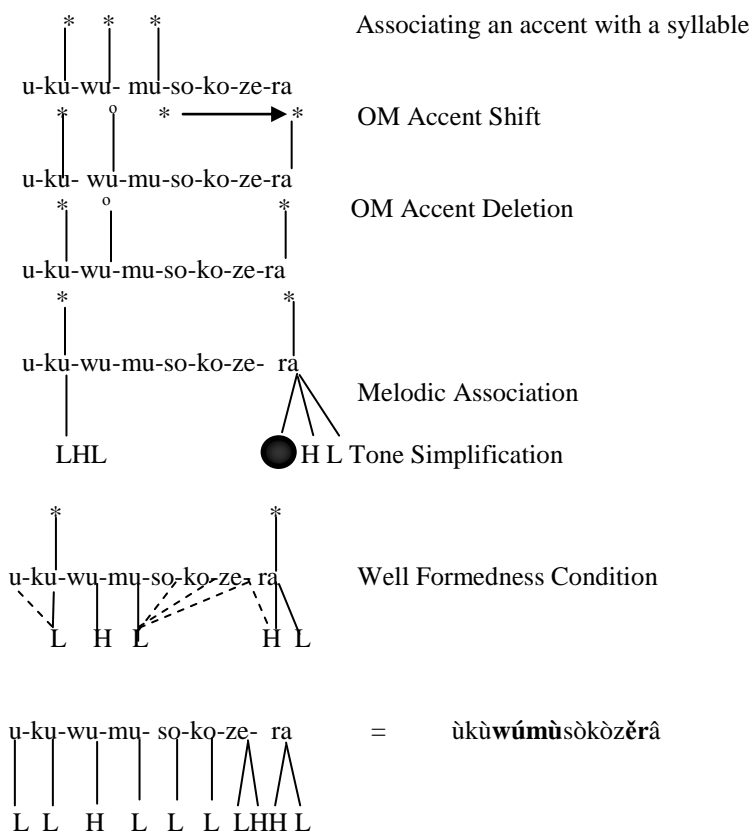 * * * Associating an accent with a syllable
u-ku-wu- mu-so-ko-ze-ra
* o * * OM Accent Shift
u-ku- wu-mu-so-ko-ze-ra
* o * OM Accent Deletion
u-ku-wu-mu-so-ko-ze-ra
* *
u-ku-wu-mu-so-ko-ze- ra
Melodic Association
LHL H L Tone Simplification
* *
u-ku-wu-mu-so-ko-ze- ra Well Formedness Condition
L H L H L
u-ku-wu-mu- so-ko-ze- ra = ùkùwúmùsòkòzěrâ
L L H L L L LHH L